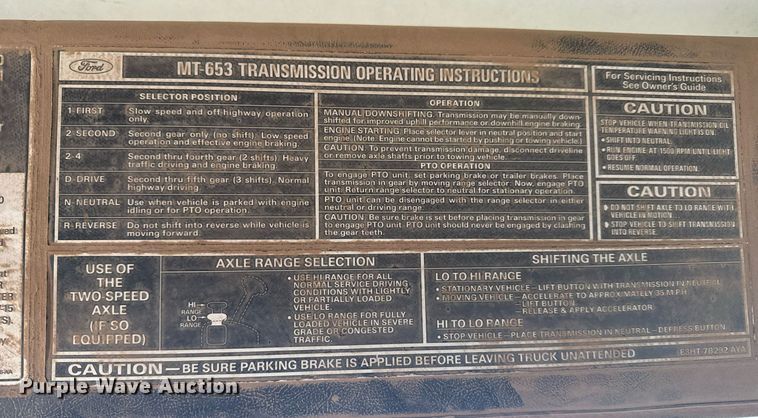 Ford
MT-653 TRANSMISSION OPERATING INSTRUCTIONS
For Servicing Instructions
See Owner's Guide
SELECTOR POSITION
1-FIRST Slow speed and off highway operation
only.
2-SECOND Second gear only (no shift). Low speed
operation and effective engine braking.
2-4 Second thru fourth gear (2 shifts). Heavy
traffic driving and engine braking.
D-DRIVE Second thru fifth gear (3 shifts). Normal
highway driving.
N-NEUTRAL Use when vehicle is parked with engine
idling or for PTO operation.
R-REVERSE Do not shift into reverse while vehicle is
moving forward.
OPERATION
MANUAL DOWNSHIFTING. Transmission may be manually down-
shifted for improved uphill performance or downhill engine braking.
ENGINE STARTING. Place selector lever in neutral position and start
engine (Note: Engine cannot be started by pushing or towing vehicle.)
CAUTION: To prevent transmission damage, disconnect driveline
or remove axle shafts prior to towing vehicle.
PTO OPERATION
To engage PTO unit, set parking brake or trailer brakes. Place
transmission in gear by moving range selector. Now, engage PTO
unit. Return range selector to neutral for stationary operation.
PTO unit can be disengaged with the range selector in either
neutral or driving range.
CAUTION: Be sure brake is set before placing transmission in gear
to engage PTO unit. PTO unit should never be engaged by clashing
the gear teeth.
CAUTION
STOP VEHICLE WHEN TRANSMISSION OIL
TEMPERATURE WARNING LIGHT IS ON.
• SHIFT INTO NEUTRAL
• RUN ENGINE AT 1500 RPM UNTIL LIGHT
GOES OFF.
• RESUME NORMAL OPERATION.
CAUTION
• DO NOT SHIFT AXLE TO LO RANGE WITH
VEHICLE IN MOTION.
• STOP VEHICLE TO SHIFT TRANSMISSION
INTO REVERSE.
USE OF
THE
TWO SPEED
AXLE
(IF SO
EQUIPPED)
AXLE RANGE SELECTION
HI
RANGE
LO
RANGE
• USE HI RANGE FOR ALL
NORMAL SERVICE DRIVING
CONDITIONS WITH LIGHTLY
OR PARTIALLY LOADED
VEHICLE.
• USE LO RANGE FOR FULLY
LOADED VEHICLE IN SEVERE
GRADE OR CONGESTED
TRAFFIC.
SHIFTING THE AXLE
LO TO HI RANGE
• STATIONARY VEHICLE—LIFT BUTTON WITH TRANSMISSION IN NEUTRAL
• MOVING VEHICLE—ACCELERATE TO APPROXIMATELY 35 M.P.H.
—LIFT BUTTON
—RELEASE & APPLY ACCELERATOR
HI TO LO RANGE
• STOP VEHICLE—PLACE TRANSMISSION IN NEUTRAL—DEPRESS BUTTON
CAUTION—BE SURE PARKING BRAKE IS APPLIED BEFORE LEAVING TRUCK UNATTENDED
E3HT-7B292-AYA
Purple Wave Auction